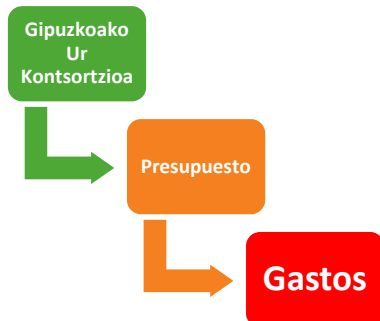 Gipuzkoako
Ur
Kontsortzioa
Presupuesto
Gastos